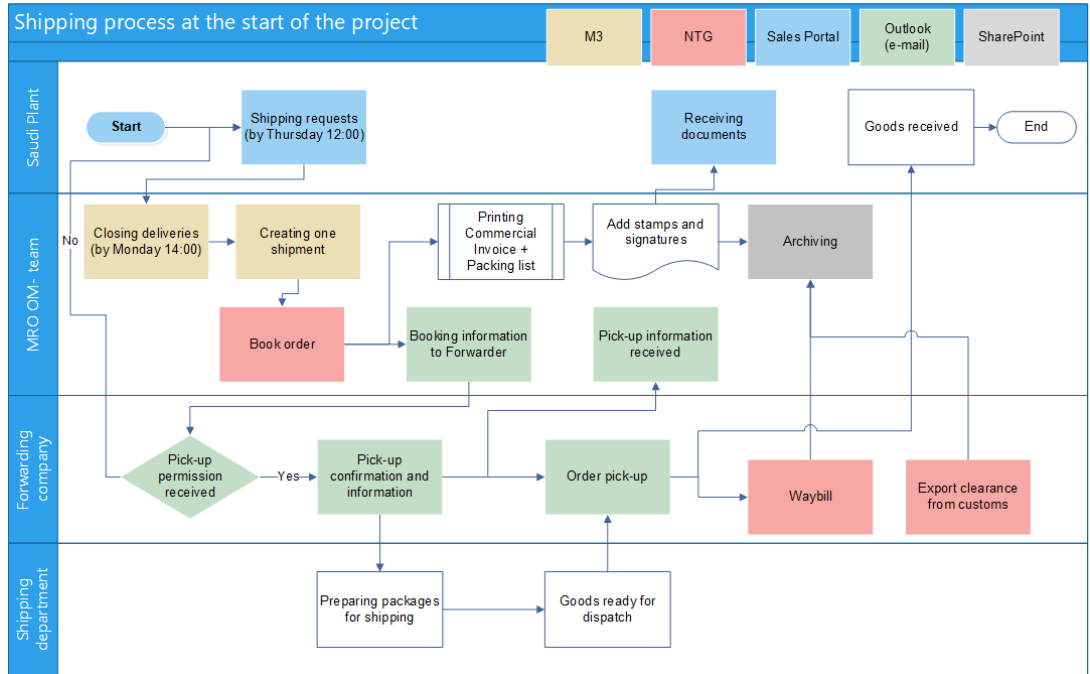 Shipping process at the start of the project
M3
NTG
Sales Portal
Outlook
(e-mail)
SharePoint
Saudi Plant
Start
Shipping requests
(by Thursday 12:00)
Receiving
documents
Goods received
End
MRO OM - team
No
Closing deliveries
(by Monday 14:00)
Creating one
shipment
Printing
Commercial
Invoice +
Packing list
Add stamps and
signatures
Archiving
Book order
Booking information
to Forwarder
Pick-up information
received
Forwarding
company
Pick-up
permission
received
Yes
Pick-up
confirmation and
information
Order pick-up
Waybill
Export clearance
from customs
Shipping
department
Preparing packages
for shipping
Goods ready for
dispatch